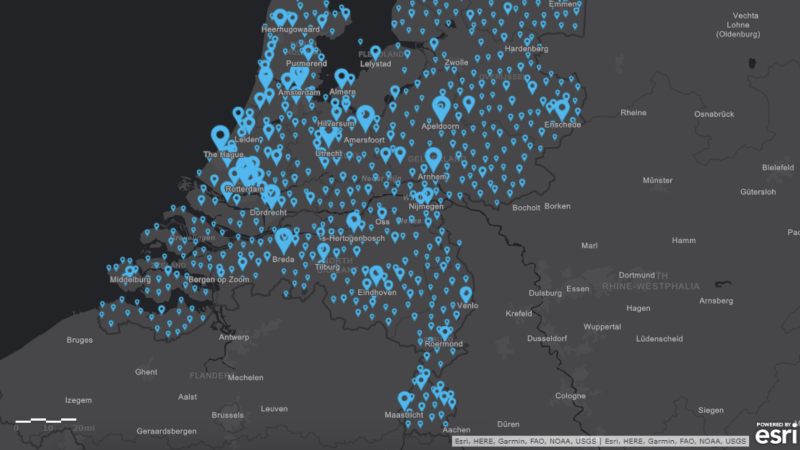 Emmen
Vechta
Lohne
(Oldenburg)
Heerhugowaard
Hardenberg
FLEVOLAND
Purmerend
Lelystad
Zwolle
Amsterdam
Almere
Rheine
Osnabrück
Hilversum
Apeldoorn
Enschede
Leiden
Amersfoort
The Hague
Utrecht
Bielefeld
Arnhem
Münster
Gütersloh
Rotterdam
Nijmegen
Bocholt
Borken
Dordrecht
Oss
's-Hertogenbosch
Marl
Hamm
Breda
Tilburg
NORTH
Dortmund
Middelburg
Bergen op Zoom
Essen
RHINE-WESTPHALIA
Eindhoven
Duisburg
Arnsberg
Venlo
Krefeld
Hagen
Wuppertal
Bruges
Antwerp
Roermond
Dusseldorf
Lüdenscheid
Ghent
FLANDERS
Mechelen
Izegem
Aalst
Leuven
Cologne
Brussels
Maastricht
Siegen
0 10 20mi
Geraardsbergen
Aachen
Düren
Esri, HERE, Garmin, FAO, NOAA, USGS | Esri, HERE, Garmin, FAO, NOAA, USGS
POWERED BY
esri